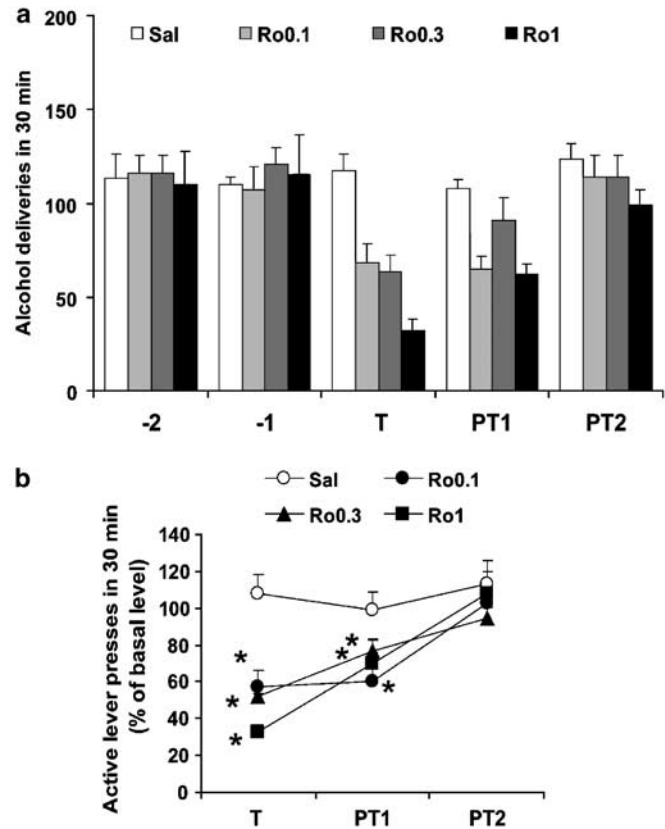 a
Sal Ro0.1 Ro0.3 Ro1
Alcohol deliveries in 30 min
200
150
100
50
0
-2 -1 T PT1 PT2
b
Sal Ro0.1
Ro0.3 Ro1
Active lever presses in 30 min
(% of basal level)
140
120
100
80
60
40
20
0
* * * * * *
T PT1 PT2